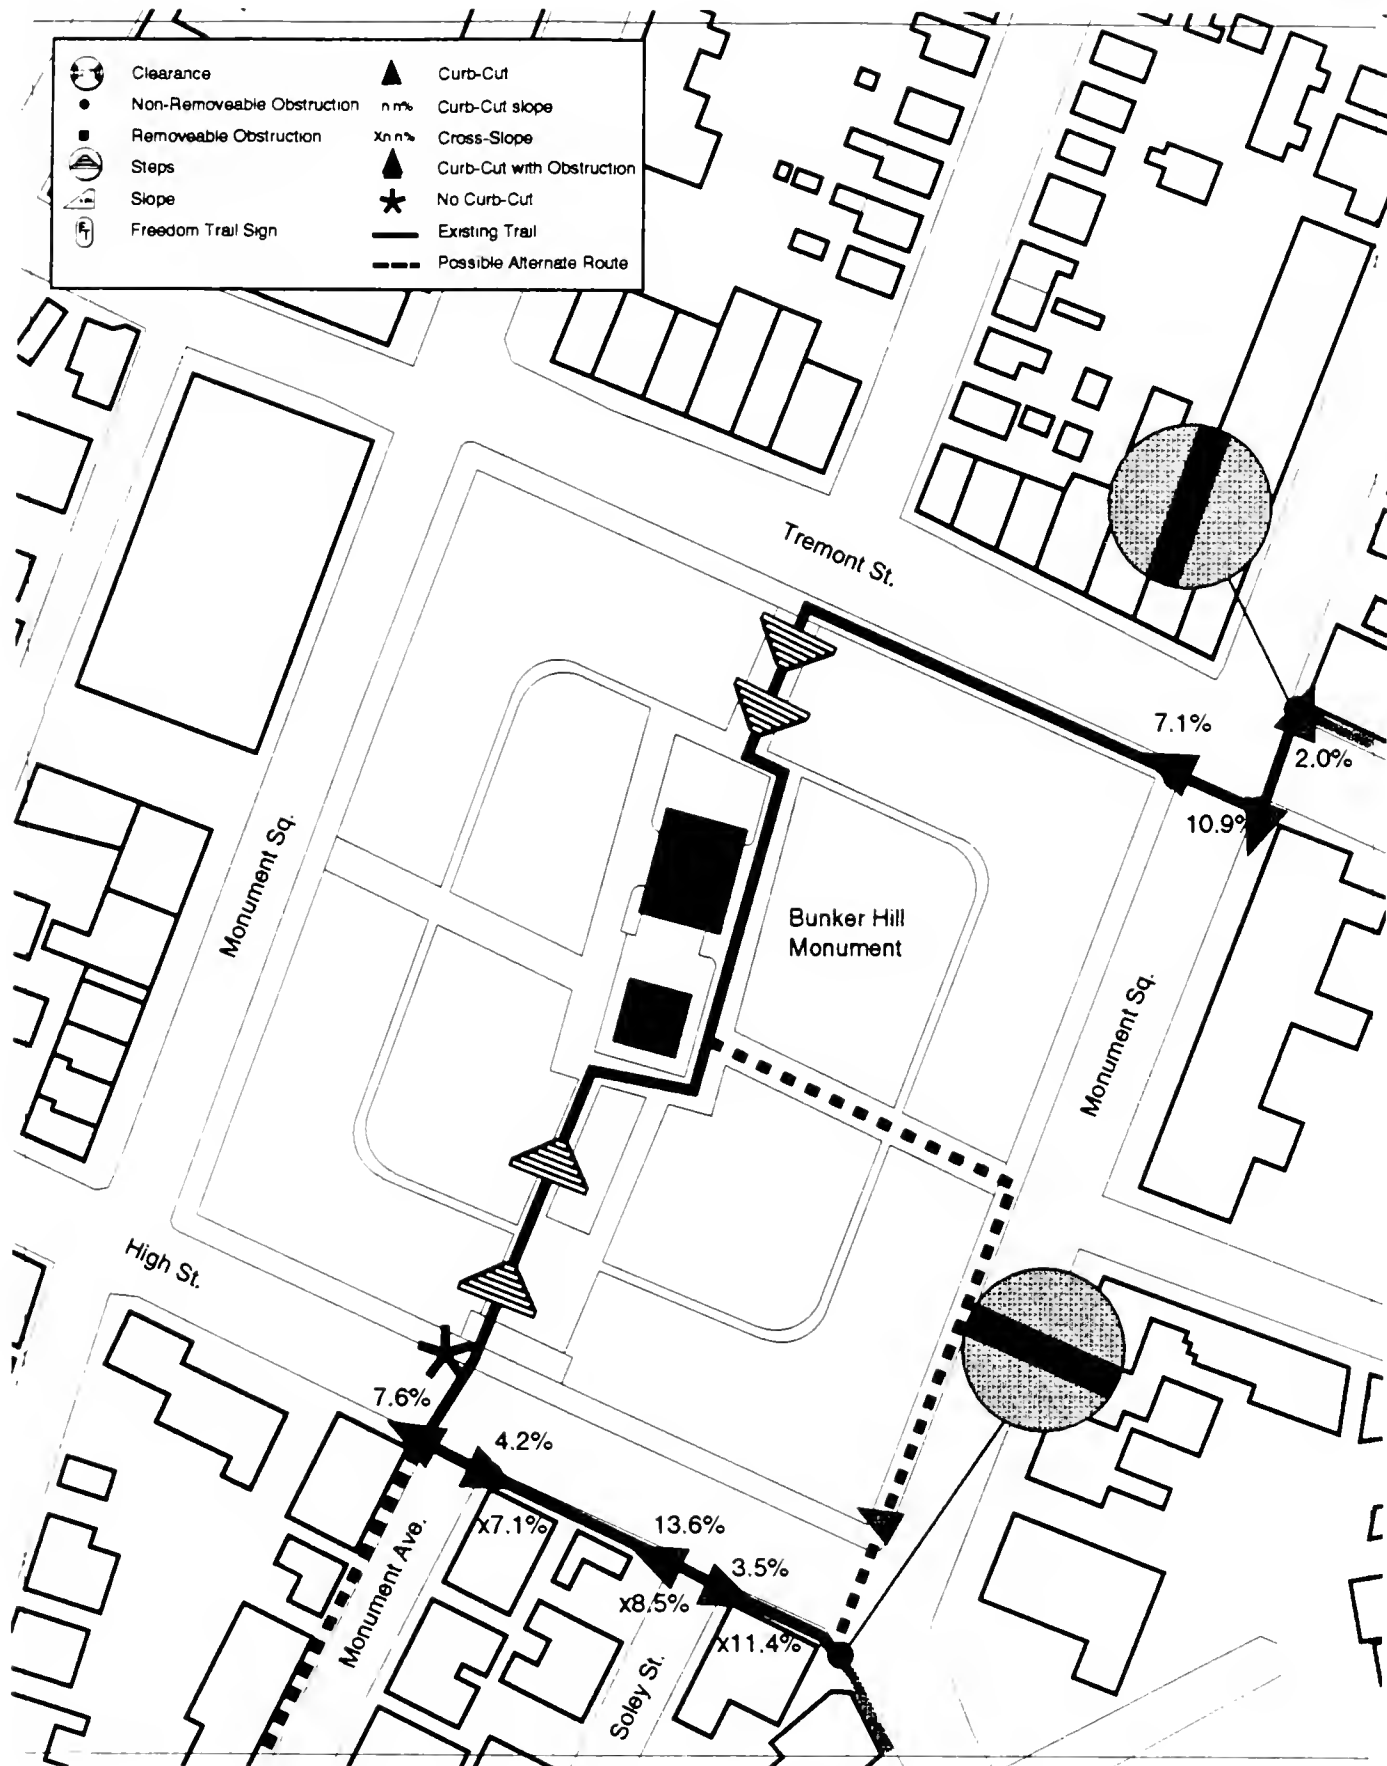 Clearance
Non-Removeable Obstruction
Removeable Obstruction
Steps
Slope
Freedom Trail Sign
FT
Curb-Cut
n n% Curb-Cut slope
Xn n% Cross-Slope
Curb-Cut with Obstruction
No Curb-Cut
Existing Trail
Possible Alternate Route
Tremont St.
7.1%
2.0%
10.9%
Monument Sq.
Bunker Hill
Monument
Monument Sq.
High St.
7.6%
4.2%
x7.1%
13.6%
3.5%
x8.5%
x11.4%
Monument Ave.
Soley St.